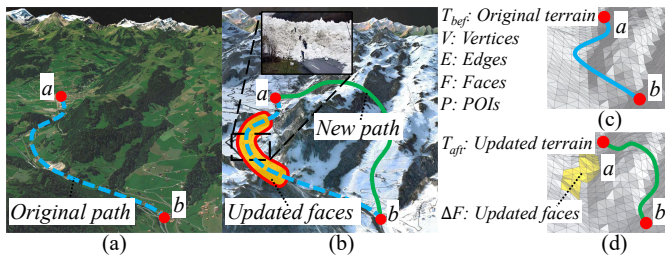 a
Original path
b
(a)
a
New path
Updated faces
b
(b)
T_bef: Original terrain
V: Vertices
E: Edges
F: Faces
P: POIs
a
b
(c)
T_aft: Updated terrain
a
ΔF: Updated faces
b
(d)